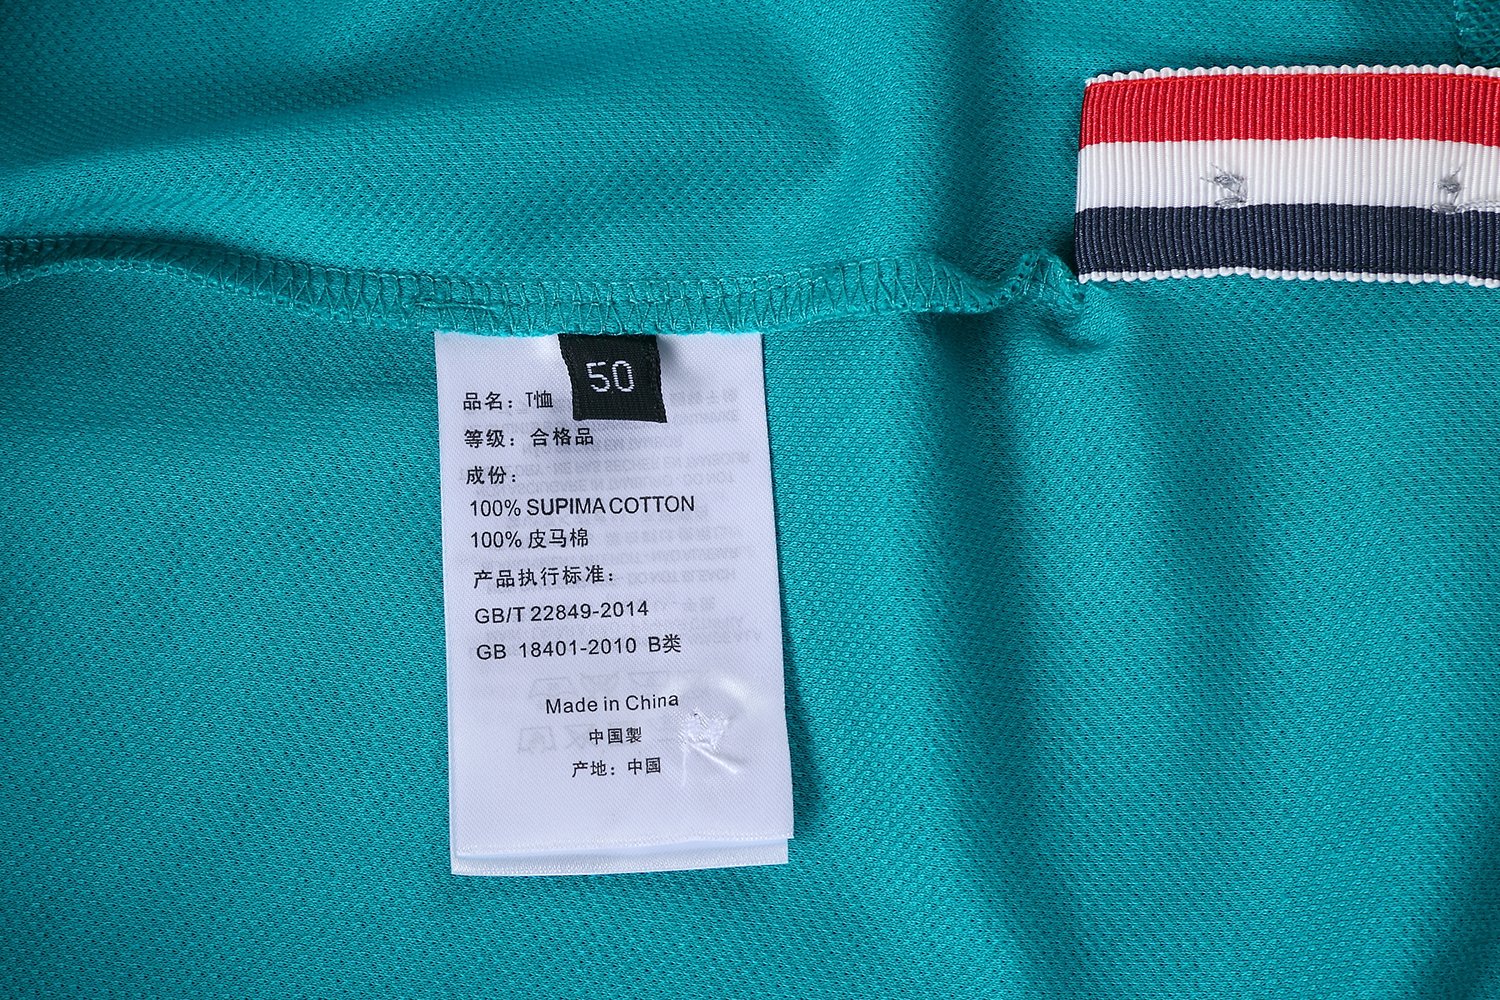 50
品名：T恤
等级：合格品
成份：
100% SUPIMA COTTON
100% 皮马棉
产品执行标准：
GB/T 22849-2014
GB 18401-2010 B类
Made in China
中国製
产地：中国